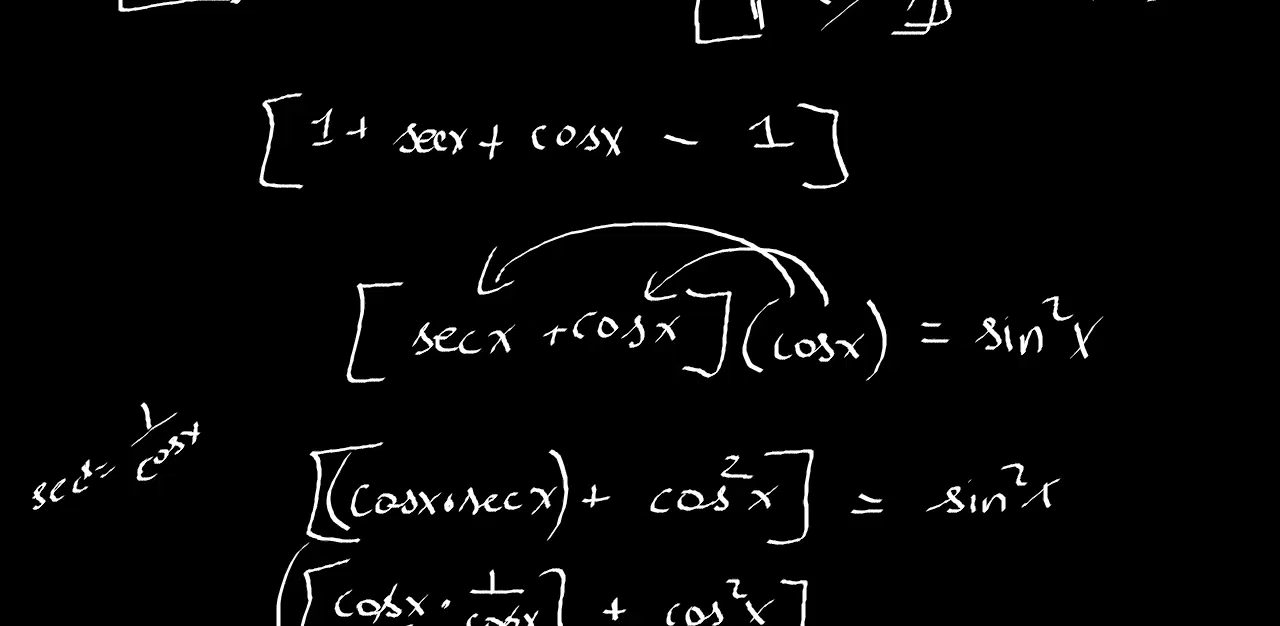 [1 + secx + cosx - 1]
[secx + cosx](cosx) = sin²x
secx = 1/cosx
[(cosx·secx) + cos²x] = sin²x
([cosx · 1/cosx] + cos²x]